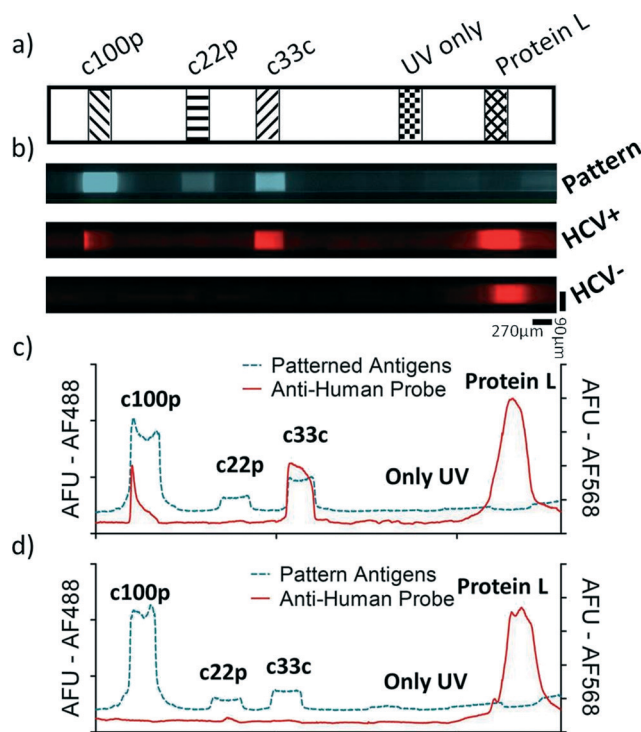 a)
c100p c22p c33c UV only Protein L
b)
Pattern
HCV+
HCV-
270μm
90μm
c)
AFU - AF488
Patterned Antigens
Anti-Human Probe
c100p
c22p
c33c
Only UV
Protein L
AFU - AF568
d)
AFU - AF488
Pattern Antigens
Anti-Human Probe
c100p
c22p
c33c
Only UV
Protein L
AFU - AF568